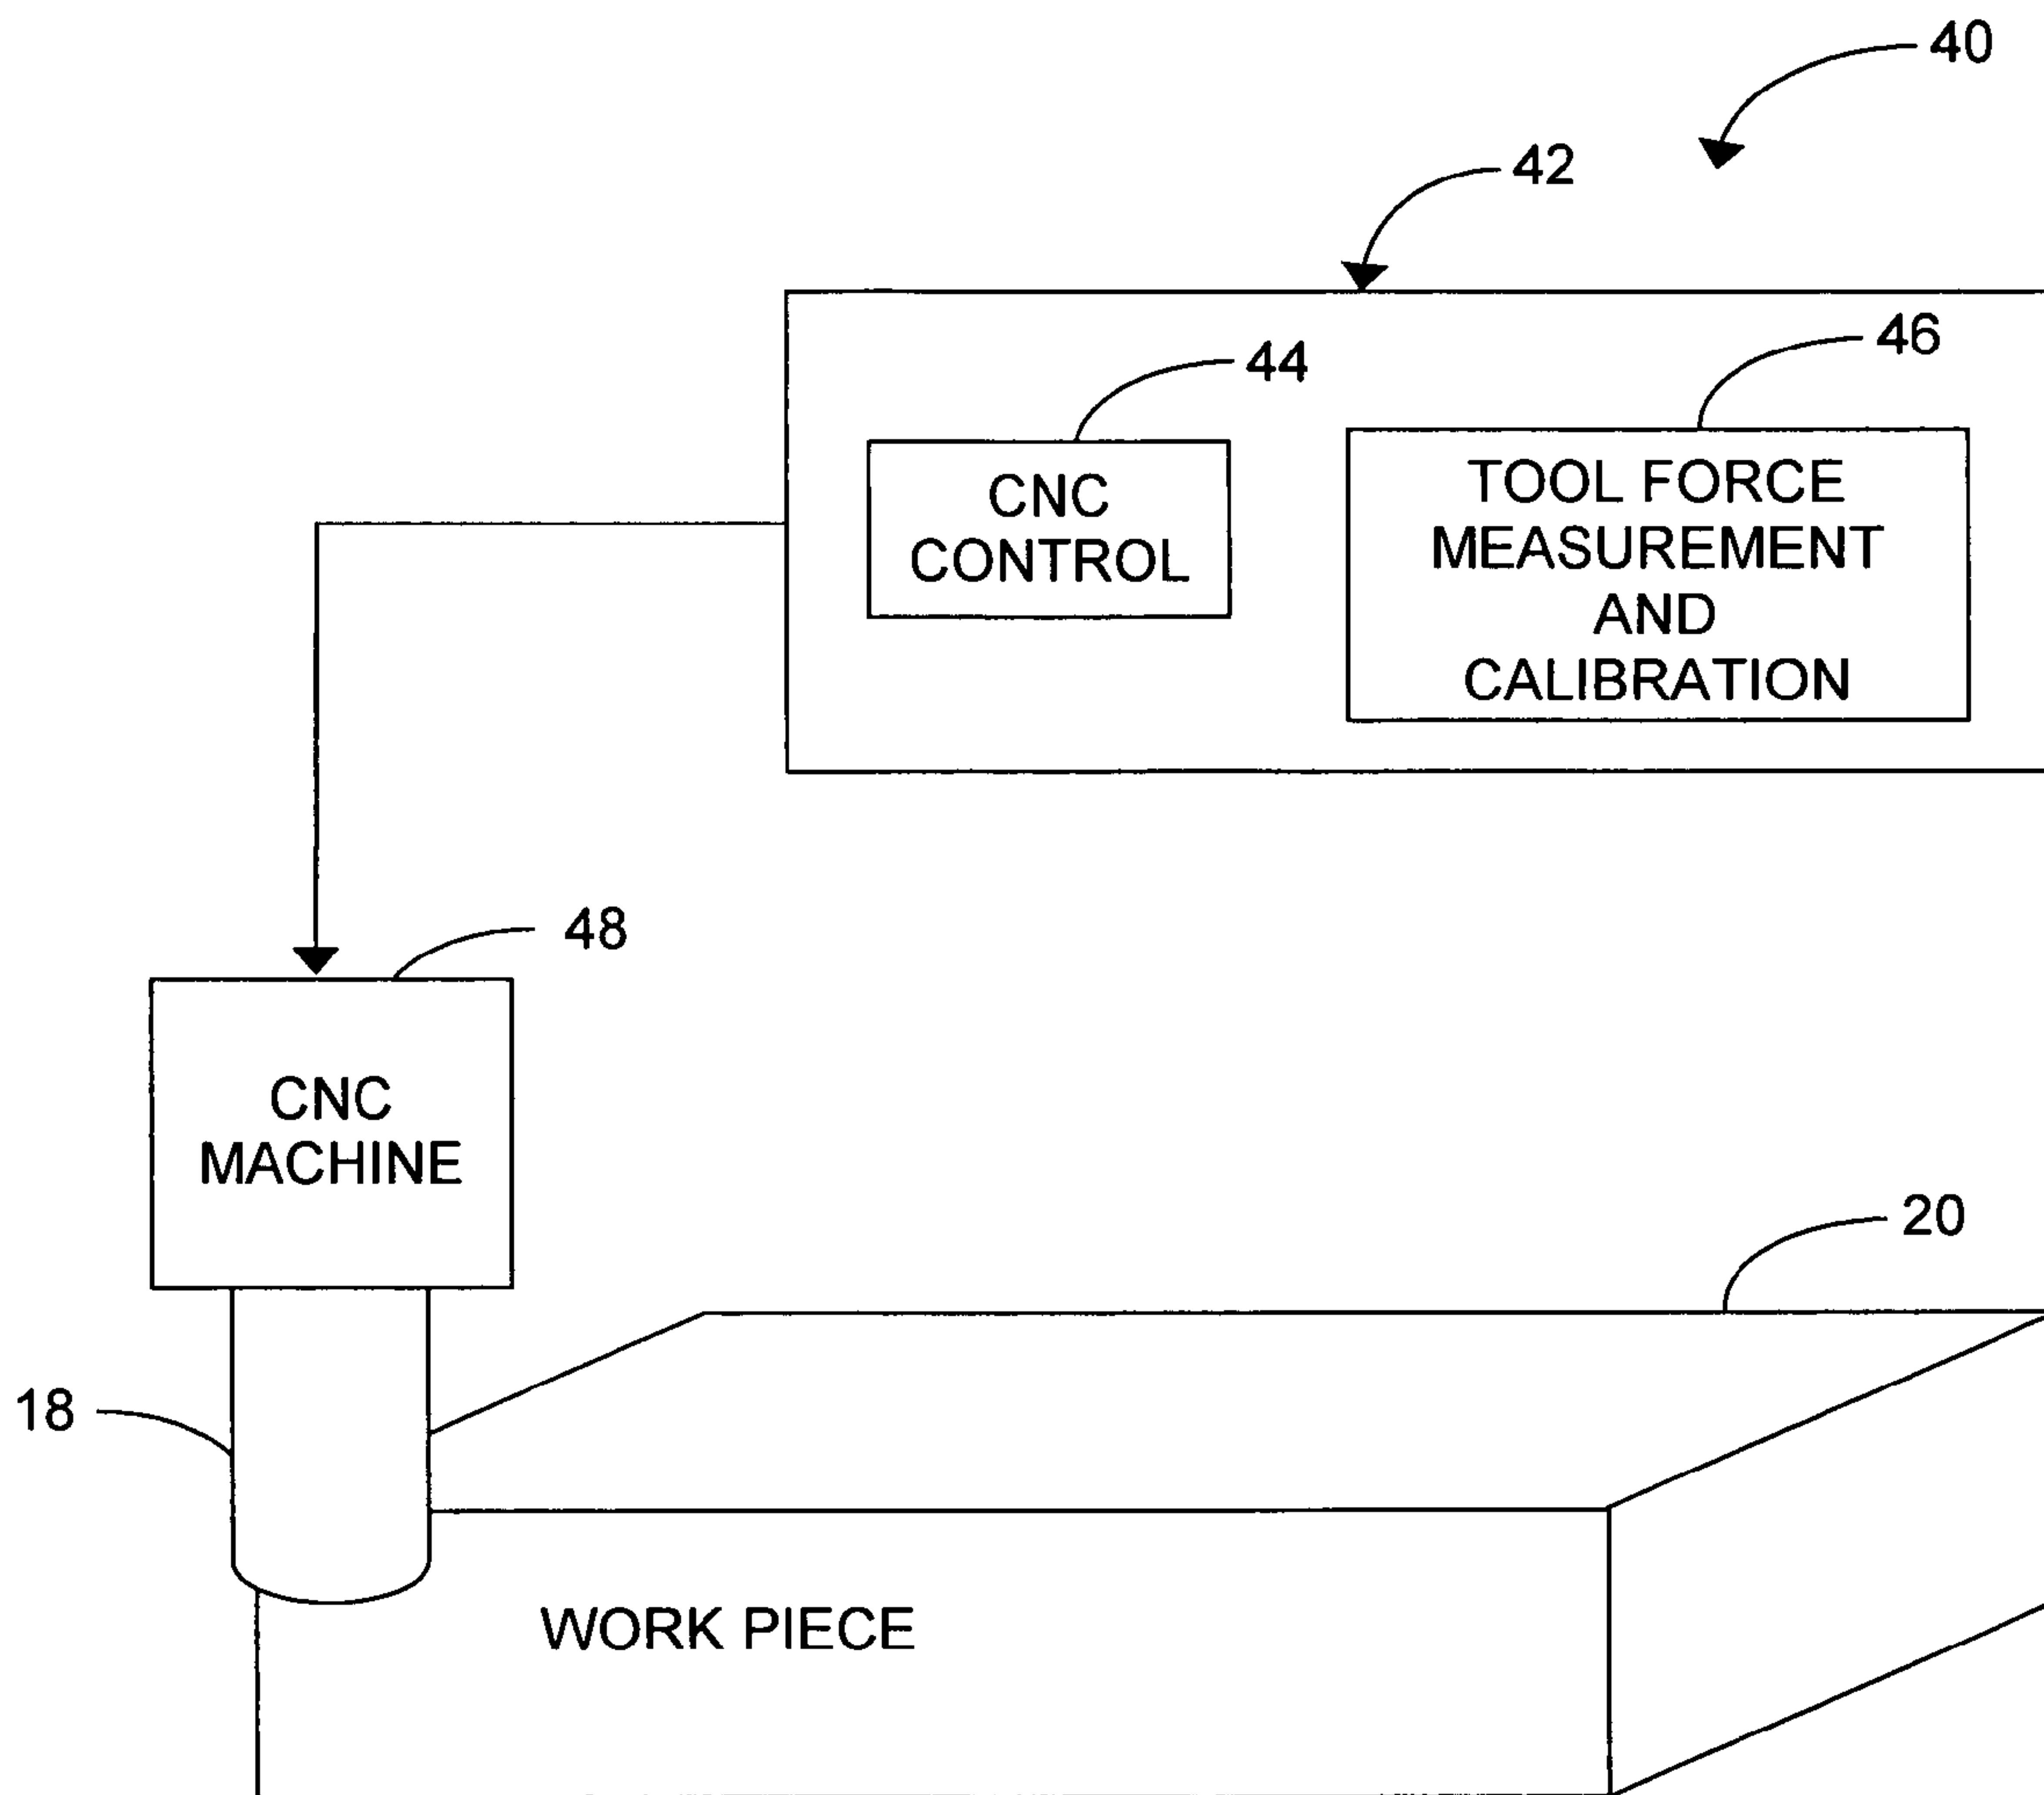 40
42
46
44
CNC
CONTROL
TOOL FORCE
MEASUREMENT
AND
CALIBRATION
48
CNC
MACHINE
20
18
WORK PIECE